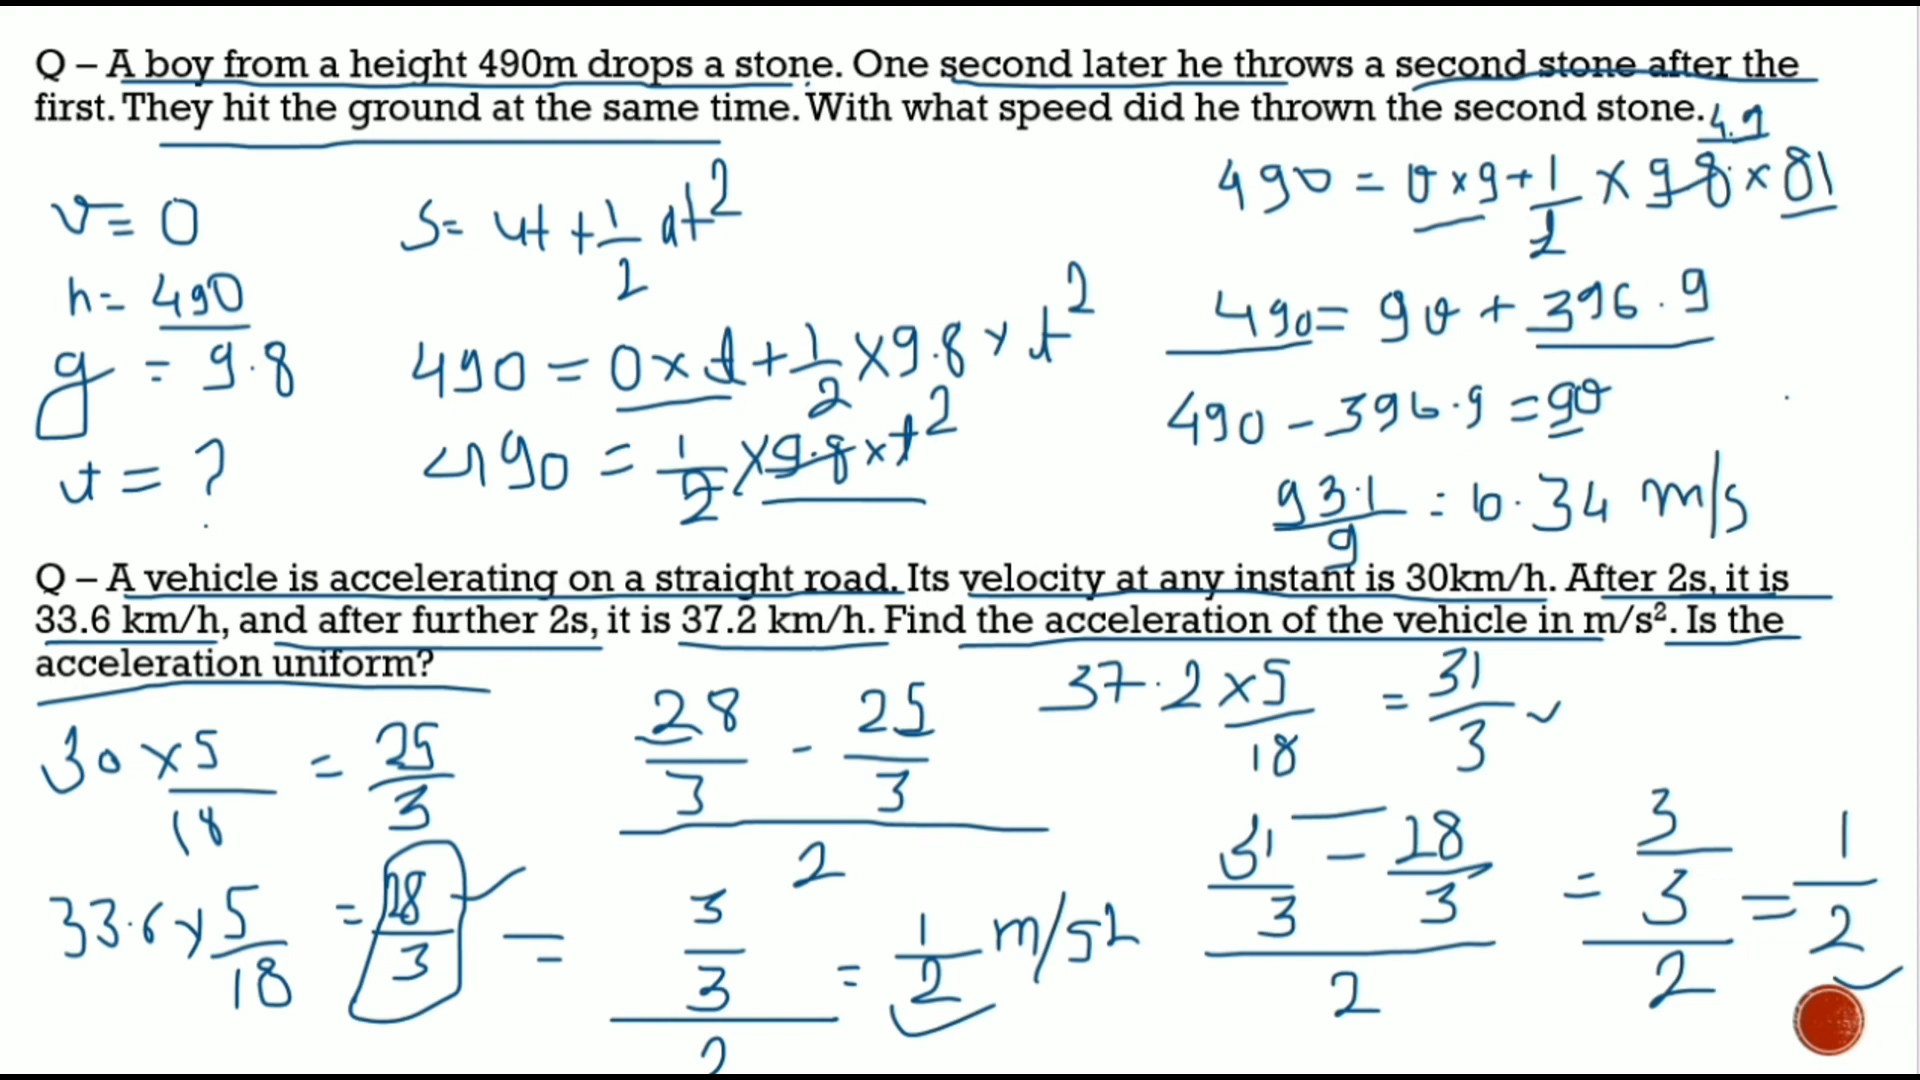 Q – A boy from a height 490m drops a stone. One second later he throws a second stone after the
first. They hit the ground at the same time. With what speed did he thrown the second stone.
v = 0
h = 490
g = 9.8
t = ?
S = ut + 1/2 at²
490 = 0 × t + 1/2 × 9.8 × t²
490 = 1/2 × 9.8 × t²
4.9
490 = v × 9 + 1/2 × 9.8 × 81
490 = 9v + 396.9
490 – 396.9 = 9v
93.1/9 = 10.34 m/s
Q – A vehicle is accelerating on a straight road. Its velocity at any instant is 30km/h. After 2s, it is
33.6 km/h, and after further 2s, it is 37.2 km/h. Find the acceleration of the vehicle in m/s². Is the
acceleration uniform?
30 × 5/18 = 25/3
33.6 × 5/18 = 28/3
28/3 - 25/3
2
= 3/3 / 2 = 1/2 m/s2
37.2 × 5/18 = 31/3
31/3 – 28/3
2
= 3/3 / 2 = 1/2